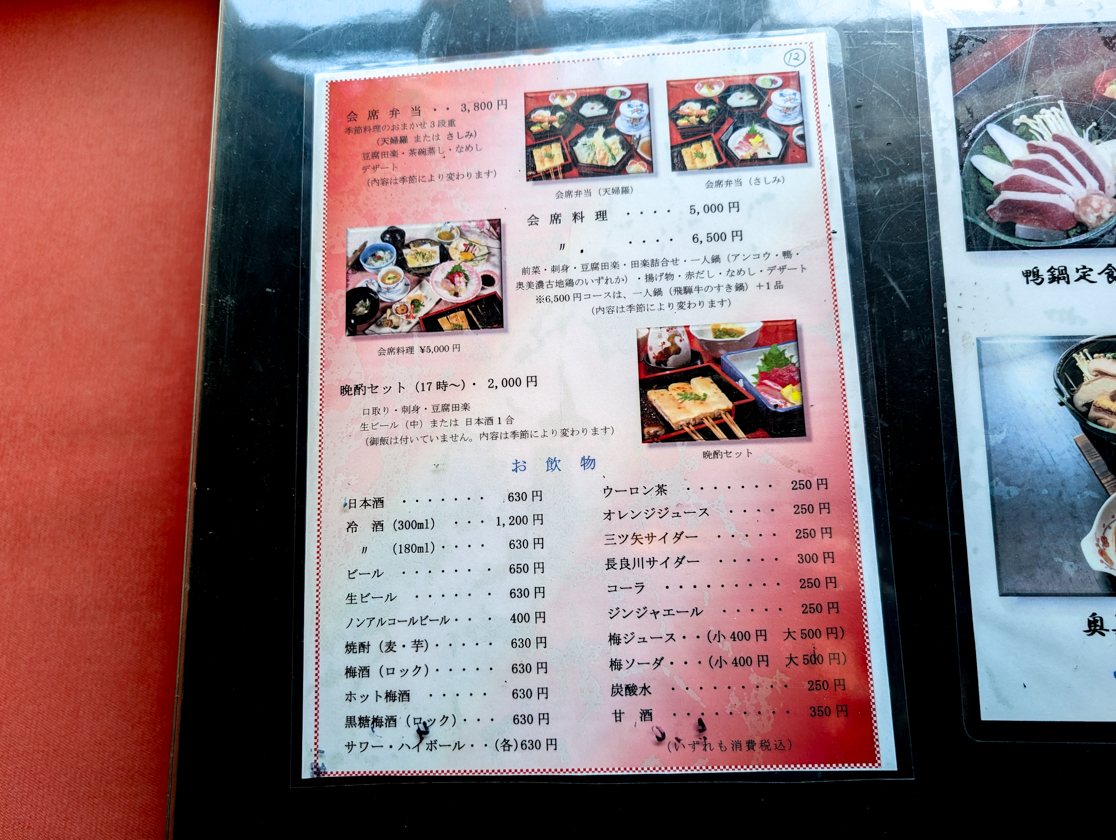 12
会席弁当・・3,800円
季節料理のおまかせ3段重
(天婦羅 または さしみ)
豆腐田楽・茶碗蒸し・なめし
デザート
(内容は季節により変わります)
会席弁当(天婦羅)
会席弁当(さしみ)
会席料理 ・・・・ 5,000円
〃 ・・・・ 6,500円
前菜・刺身・豆腐田楽・田楽詰合せ・一人鍋(アンコウ・鴨・
奥美濃古地鶏のいずれか)・揚げ物・赤だし・なめし・デザート
※6,500円コースは、一人鍋(飛騨牛のすき鍋)+1品
(内容は季節により変わります)
会席料理 ¥5,000円
晩酌セット(17時〜)・ 2,000円
口取り・刺身・豆腐田楽
生ビール(中)または 日本酒1合
(御飯は付いていません。内容は季節により変わります)
晩酌セット
お飲物
日本酒 ・・・・・・・ 630円
冷 酒(300ml) ・・・ 1,200円
〃 (180ml)・・・・ 630円
ビール ・・・・・・・ 650円
生ビール ・・・・・・ 630円
ノンアルコールビール・・・ 400円
焼酎(麦・芋)・・・・・ 630円
梅酒(ロック)・・・・・ 630円
ホット梅酒 ・・・・・ 630円
黒糖梅酒(ロック)・・・ 630円
サワー・ハイボール・・(各)630円
ウーロン茶 ・・・・・・・ 250円
オレンジジュース ・・・・ 250円
三ツ矢サイダー ・・・・・ 250円
長良川サイダー ・・・・・ 300円
コーラ ・・・・・・・・・ 250円
ジンジャエール ・・・・・ 250円
梅ジュース・・(小400円 大500円)
梅ソーダ・・・(小400円 大500円)
炭酸水 ・・・・・・・・ 250円
甘 酒 ・・・・・・・・ 350円
(いずれも消費税込)
鴨鍋定食
奥